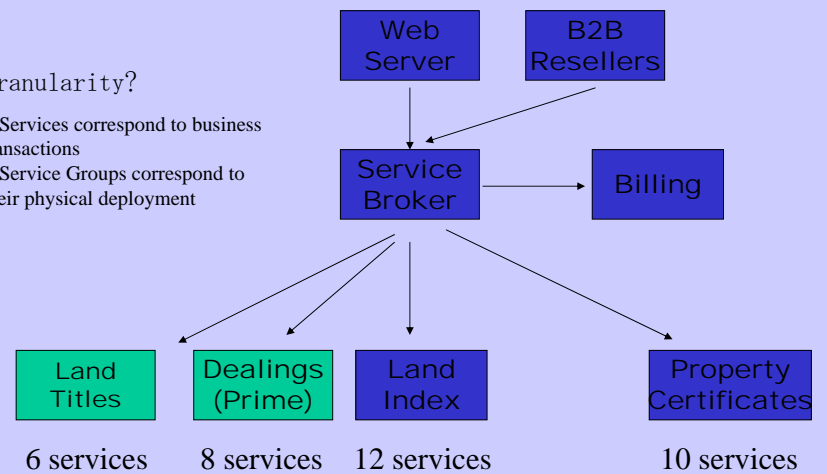 Web
Server
B2B
Resellers
ranularity?
Services correspond to business
ansactions
Service Groups correspond to
eir physical deployment
Service
Broker
Billing
Land
Titles
Dealings
(Prime)
Land
Index
Property
Certificates
6 services
8 services
12 services
10 services